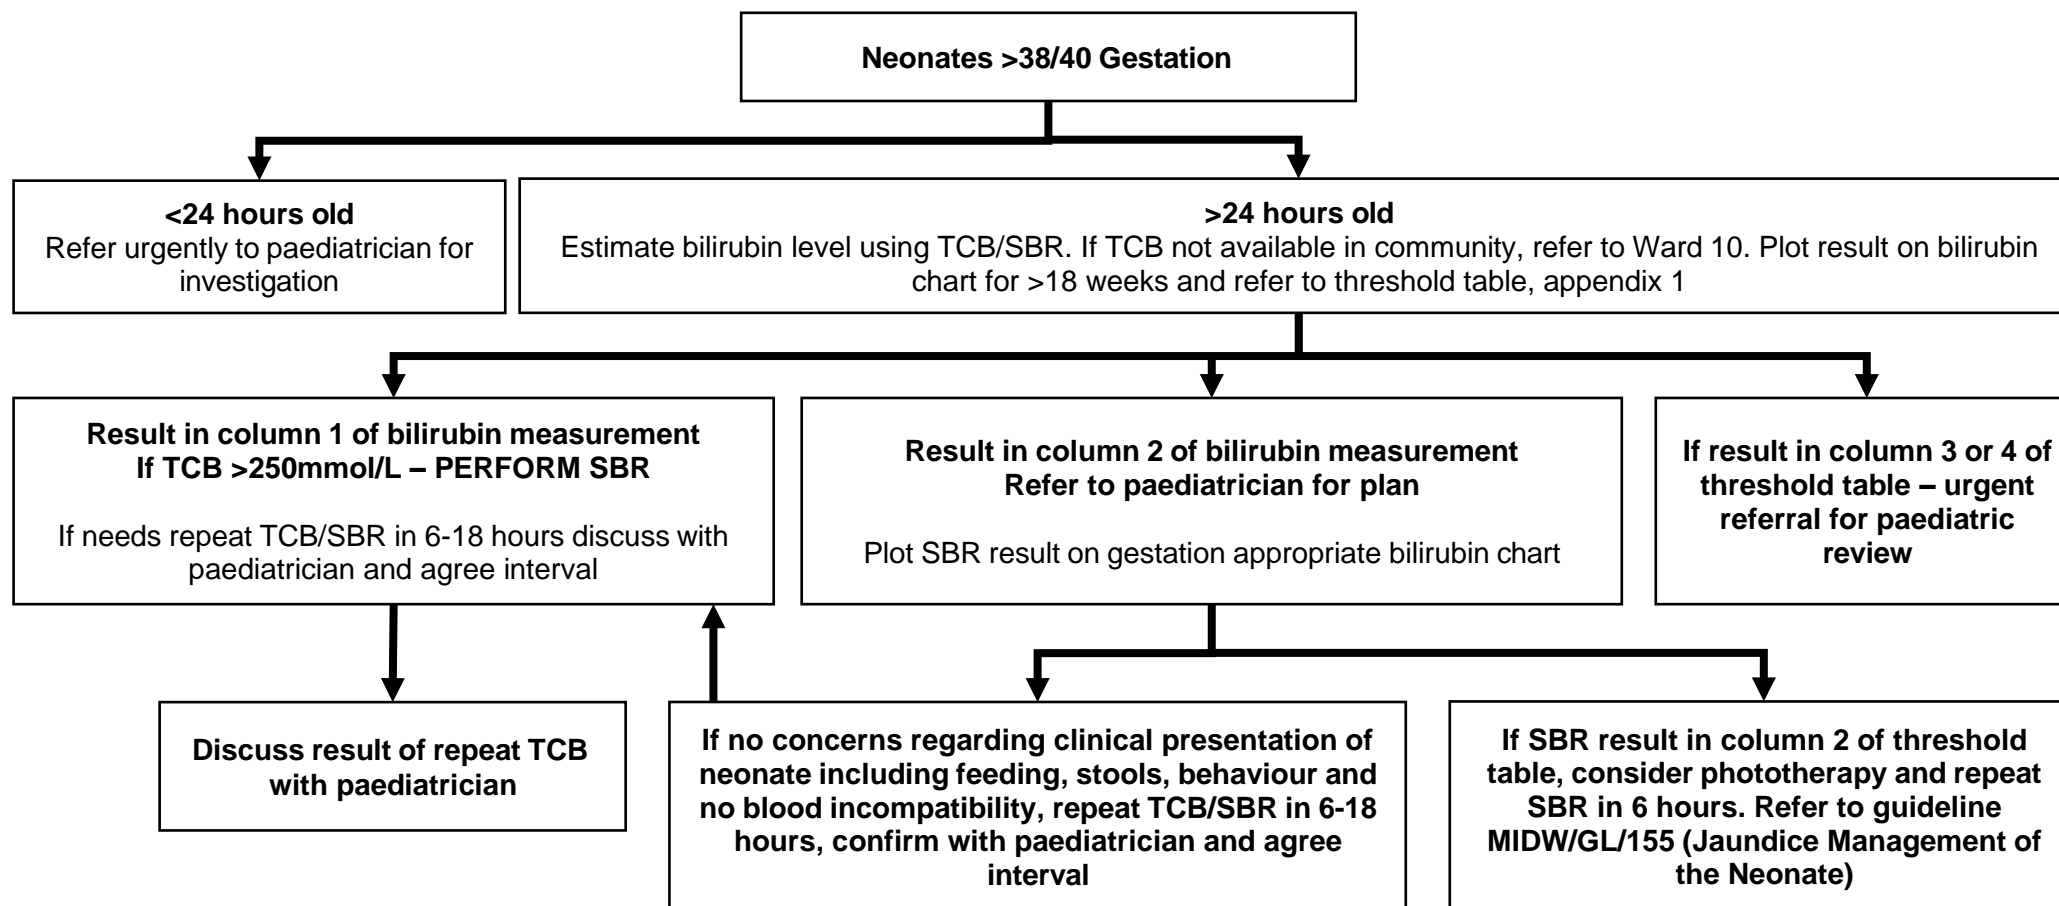 Neonates >38/40 Gestation
<24 hours old
Refer urgently to paediatrician for
investigation
>24 hours old
Estimate bilirubin level using TCB/SBR. If TCB not available in community, refer to Ward 10. Plot result on bilirubin
chart for >18 weeks and refer to threshold table, appendix 1
Result in column 1 of bilirubin measurement
If TCB >250mmol/L – PERFORM SBR
If needs repeat TCB/SBR in 6-18 hours discuss with
paediatrician and agree interval
Result in column 2 of bilirubin measurement
Refer to paediatrician for plan
Plot SBR result on gestation appropriate bilirubin chart
If result in column 3 or 4 of
threshold table – urgent
referral for paediatric
review
Discuss result of repeat TCB
with paediatrician
If no concerns regarding clinical presentation of
neonate including feeding, stools, behaviour and
no blood incompatibility, repeat TCB/SBR in 6-18
hours, confirm with paediatrician and agree
interval
If SBR result in column 2 of threshold
table, consider phototherapy and repeat
SBR in 6 hours. Refer to guideline
MIDW/GL/155 (Jaundice Management of
the Neonate)